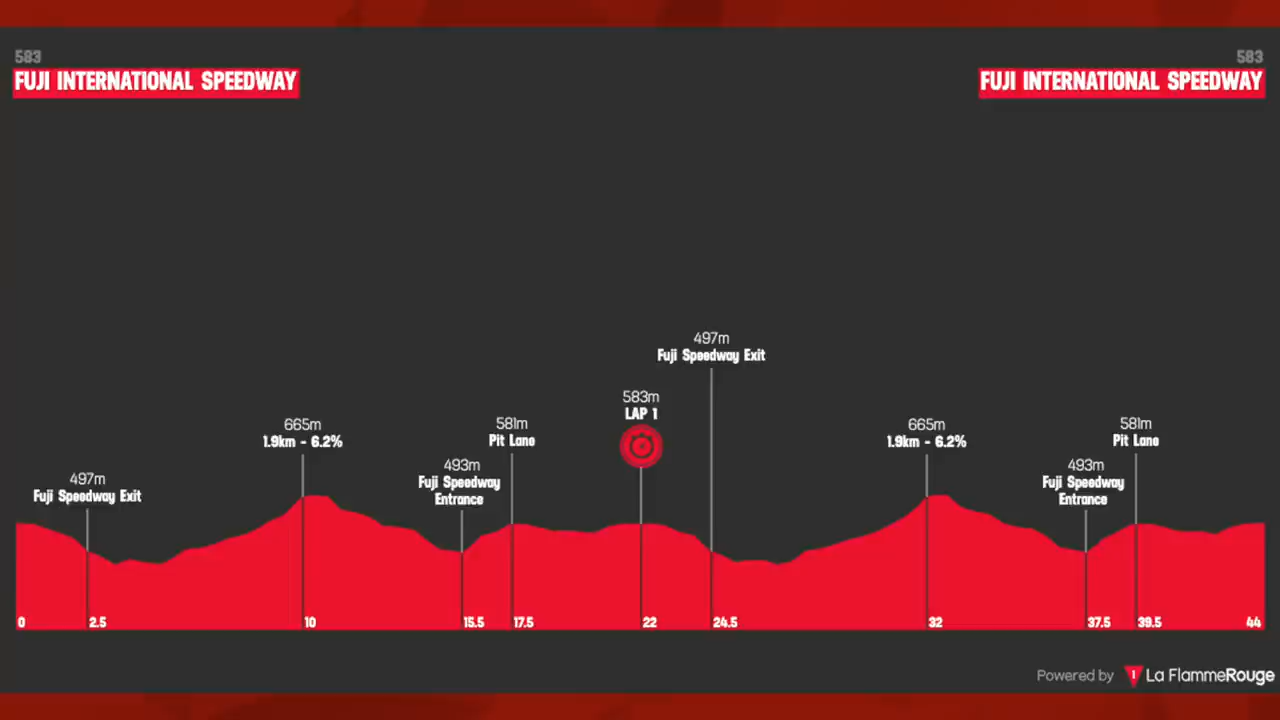 583
FUJI INTERNATIONAL SPEEDWAY
583
FUJI INTERNATIONAL SPEEDWAY
497m
Fuji Speedway Exit
665m
1.9km - 6.2%
493m
Fuji Speedway
Entrance
581m
Pit Lane
583m
LAP 1
497m
Fuji Speedway Exit
665m
1.9km - 6.2%
493m
Fuji Speedway
Entrance
581m
Pit Lane
0 2.5 10 15.5 17.5 22 24.5 32 37.5 39.5 44
Powered by 1 La FlammeRouge